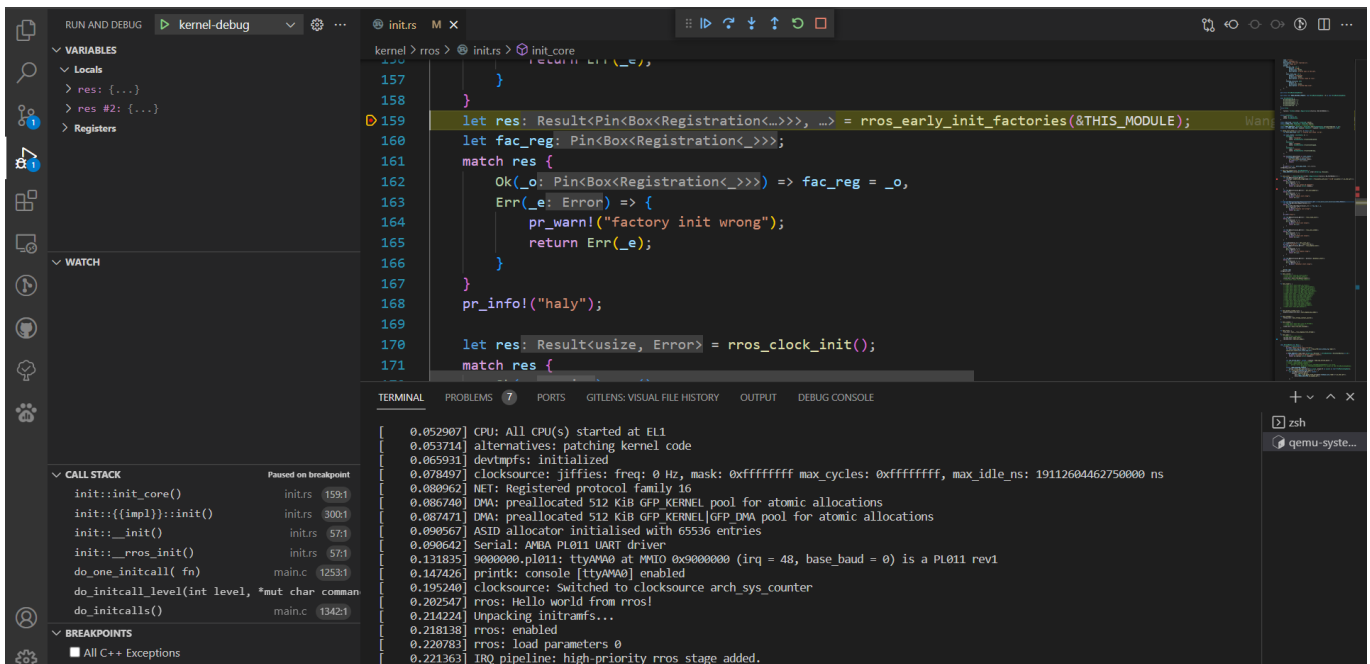 RUN AND DEBUG kernel-debug
init.rs M
kernel > rros > init.rs > init_core
VARIABLES
Locals
res: {...}
res #2: {...}
Registers
WATCH
CALL STACK Paused on breakpoint
init::init_core() init.rs 159:1
init::{{impl}}::init() init.rs 300:1
init::__init() init.rs 57:1
init::__rros_init() init.rs 57:1
do_one_initcall( fn) main.c 1253:1
do_initcall_level(int level, *mut char comman
do_initcalls() main.c 1342:1
BREAKPOINTS
All C++ Exceptions
1
1
156 return Err(_e);
157 }
158 }
159 let res: Result<Pin<Box<Registration<…>>>, …> = rros_early_init_factories(&THIS_MODULE); Wan
160 let fac_reg: Pin<Box<Registration<_>>>;
161 match res {
162 Ok(_o: Pin<Box<Registration<_>>>) => fac_reg = _o,
163 Err(_e: Error) => {
164 pr_warn!("factory init wrong");
165 return Err(_e);
166 }
167 }
168 pr_info!("haly");
169
170 let res: Result<usize, Error> = rros_clock_init();
171 match res {
TERMINAL PROBLEMS 7 PORTS GITLENS: VISUAL FILE HISTORY OUTPUT DEBUG CONSOLE
[ 0.052907] CPU: All CPU(s) started at EL1
[ 0.053714] alternatives: patching kernel code
[ 0.065931] devtmpfs: initialized
[ 0.078497] clocksource: jiffies: freq: 0 Hz, mask: 0xffffffff max_cycles: 0xffffffff, max_idle_ns: 19112604462750000 ns
[ 0.080962] NET: Registered protocol family 16
[ 0.086740] DMA: preallocated 512 KiB GFP_KERNEL pool for atomic allocations
[ 0.087471] DMA: preallocated 512 KiB GFP_KERNEL|GFP_DMA pool for atomic allocations
[ 0.090567] ASID allocator initialised with 65536 entries
[ 0.090642] Serial: AMBA PL011 UART driver
[ 0.131835] 9000000.pl011: ttyAMA0 at MMIO 0x9000000 (irq = 48, base_baud = 0) is a PL011 rev1
[ 0.147426] printk: console [ttyAMA0] enabled
[ 0.195240] clocksource: Switched to clocksource arch_sys_counter
[ 0.202547] rros: Hello world from rros!
[ 0.214224] Unpacking initramfs...
[ 0.218138] rros: enabled
[ 0.220783] rros: load parameters 0
[ 0.221363] IRQ pipeline: high-priority rros stage added.
zsh
qemu-syste...